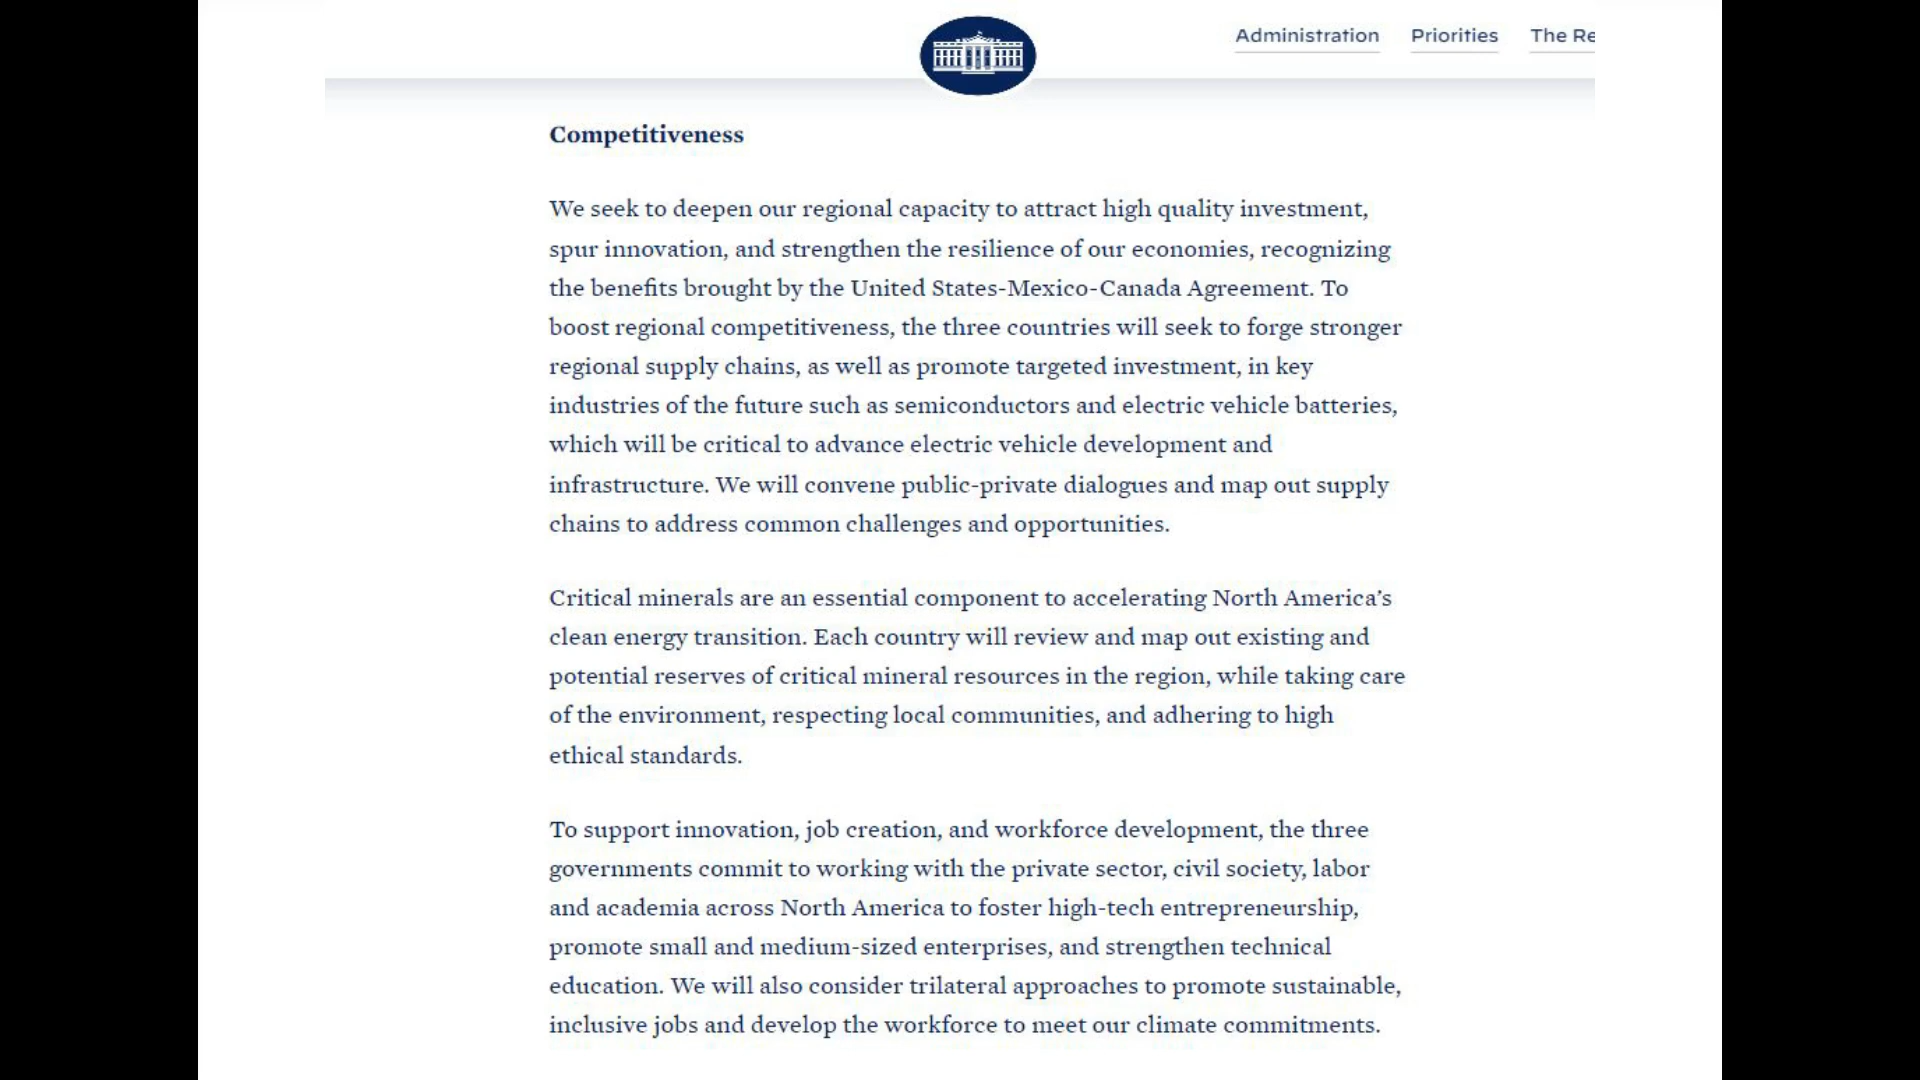 Administration Priorities The Re
Competitiveness
We seek to deepen our regional capacity to attract high quality investment,
spur innovation, and strengthen the resilience of our economies, recognizing
the benefits brought by the United States-Mexico-Canada Agreement. To
boost regional competitiveness, the three countries will seek to forge stronger
regional supply chains, as well as promote targeted investment, in key
industries of the future such as semiconductors and electric vehicle batteries,
which will be critical to advance electric vehicle development and
infrastructure. We will convene public-private dialogues and map out supply
chains to address common challenges and opportunities.
Critical minerals are an essential component to accelerating North America’s
clean energy transition. Each country will review and map out existing and
potential reserves of critical mineral resources in the region, while taking care
of the environment, respecting local communities, and adhering to high
ethical standards.
To support innovation, job creation, and workforce development, the three
governments commit to working with the private sector, civil society, labor
and academia across North America to foster high-tech entrepreneurship,
promote small and medium-sized enterprises, and strengthen technical
education. We will also consider trilateral approaches to promote sustainable,
inclusive jobs and develop the workforce to meet our climate commitments.